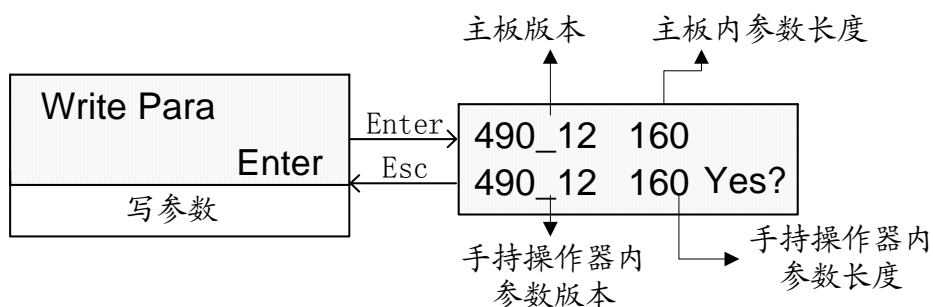 主板版本
主板内参数长度
Write Para
Enter
写参数
Enter
Esc
490_12 160
490_12 160 Yes?
手持操作器内
参数版本
手持操作器内
参数长度